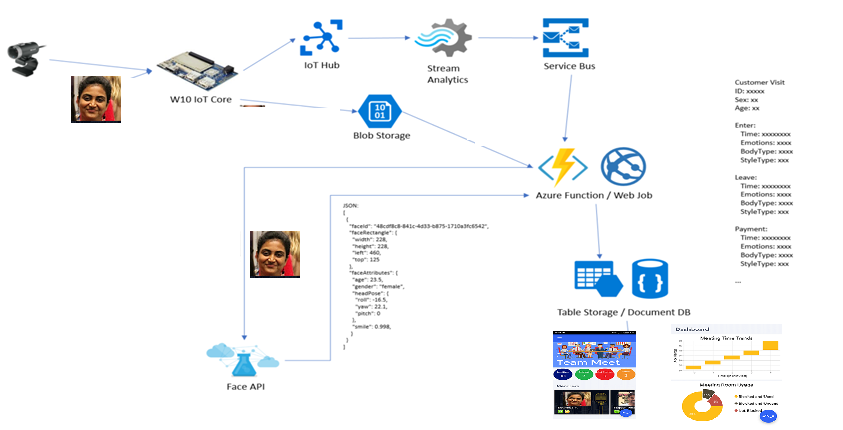 IoT Hub
Stream
Analytics
Service Bus
W10 IoT Core
10
01
Blob Storage
Customer Visit
ID: xxxxx
Sex: xx
Age: xx
Enter:
Time: xxxxxxxx
Emotions: xxxx
BodyType: xxxx
StyleType: xxx
Leave:
Time: xxxxxxxx
Emotions: xxxx
BodyType: xxxx
StyleType: xxx
Payment:
Time: xxxxxxxx
Emotions: xxxx
BodyType: xxxx
StyleType: xxx
...
Azure Function / Web Job
JSON:
[
{
"faceId": "48cdf8c8-841c-4d33-b875-1710a3fc6542",
"faceRectangle": {
"width": 228,
"height": 228,
"left": 460,
"top": 125
},
"faceAttributes": {
"age": 23.5,
"gender": "female",
"headPose": {
"roll": -16.5,
"yaw": 22.1,
"pitch": 0
},
"smile": 0.998,
}
}
]
Table Storage / Document DB
Face API
Team Meet
Dashboard
Meeting Time Trends
Meeting Room Usage